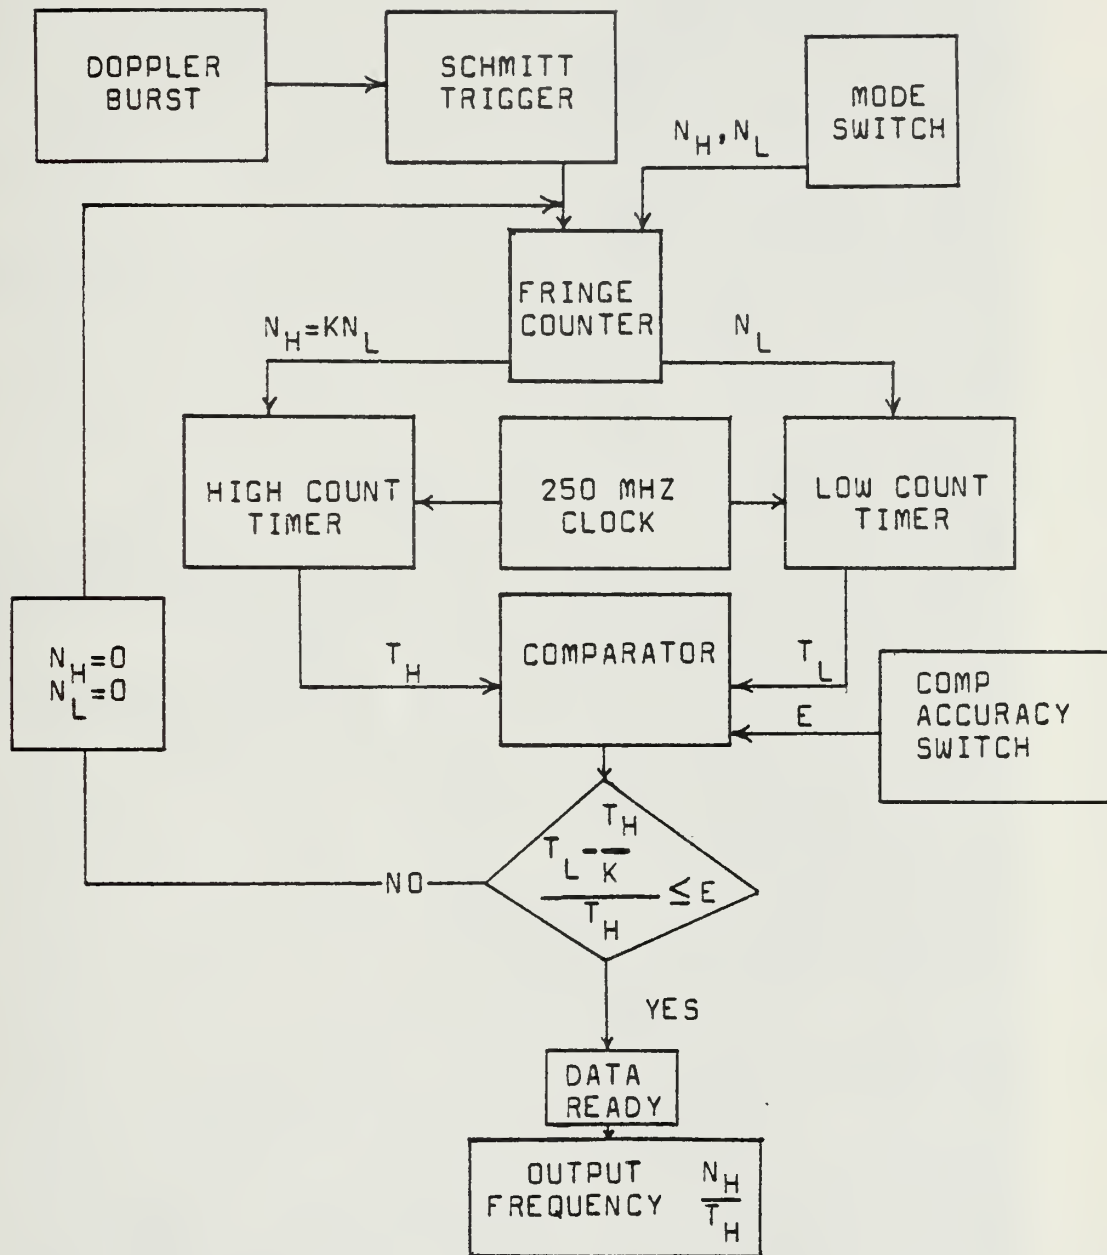 DOPPLER
BURST
SCHMITT
TRIGGER
MODE
SWITCH
N_H, N_L
FRINGE
COUNTER
N_H=KN_L
N_L
HIGH COUNT
TIMER
250 MHZ
CLOCK
LOW COUNT
TIMER
N_H=0
N_L=0
T_H
COMPARATOR
T_L
E
COMP
ACCURACY
SWITCH
T_H
T_L - —
K
— ≤ E
T_H
NO
YES
DATA
READY
OUTPUT
FREQUENCY
N_H
T_H